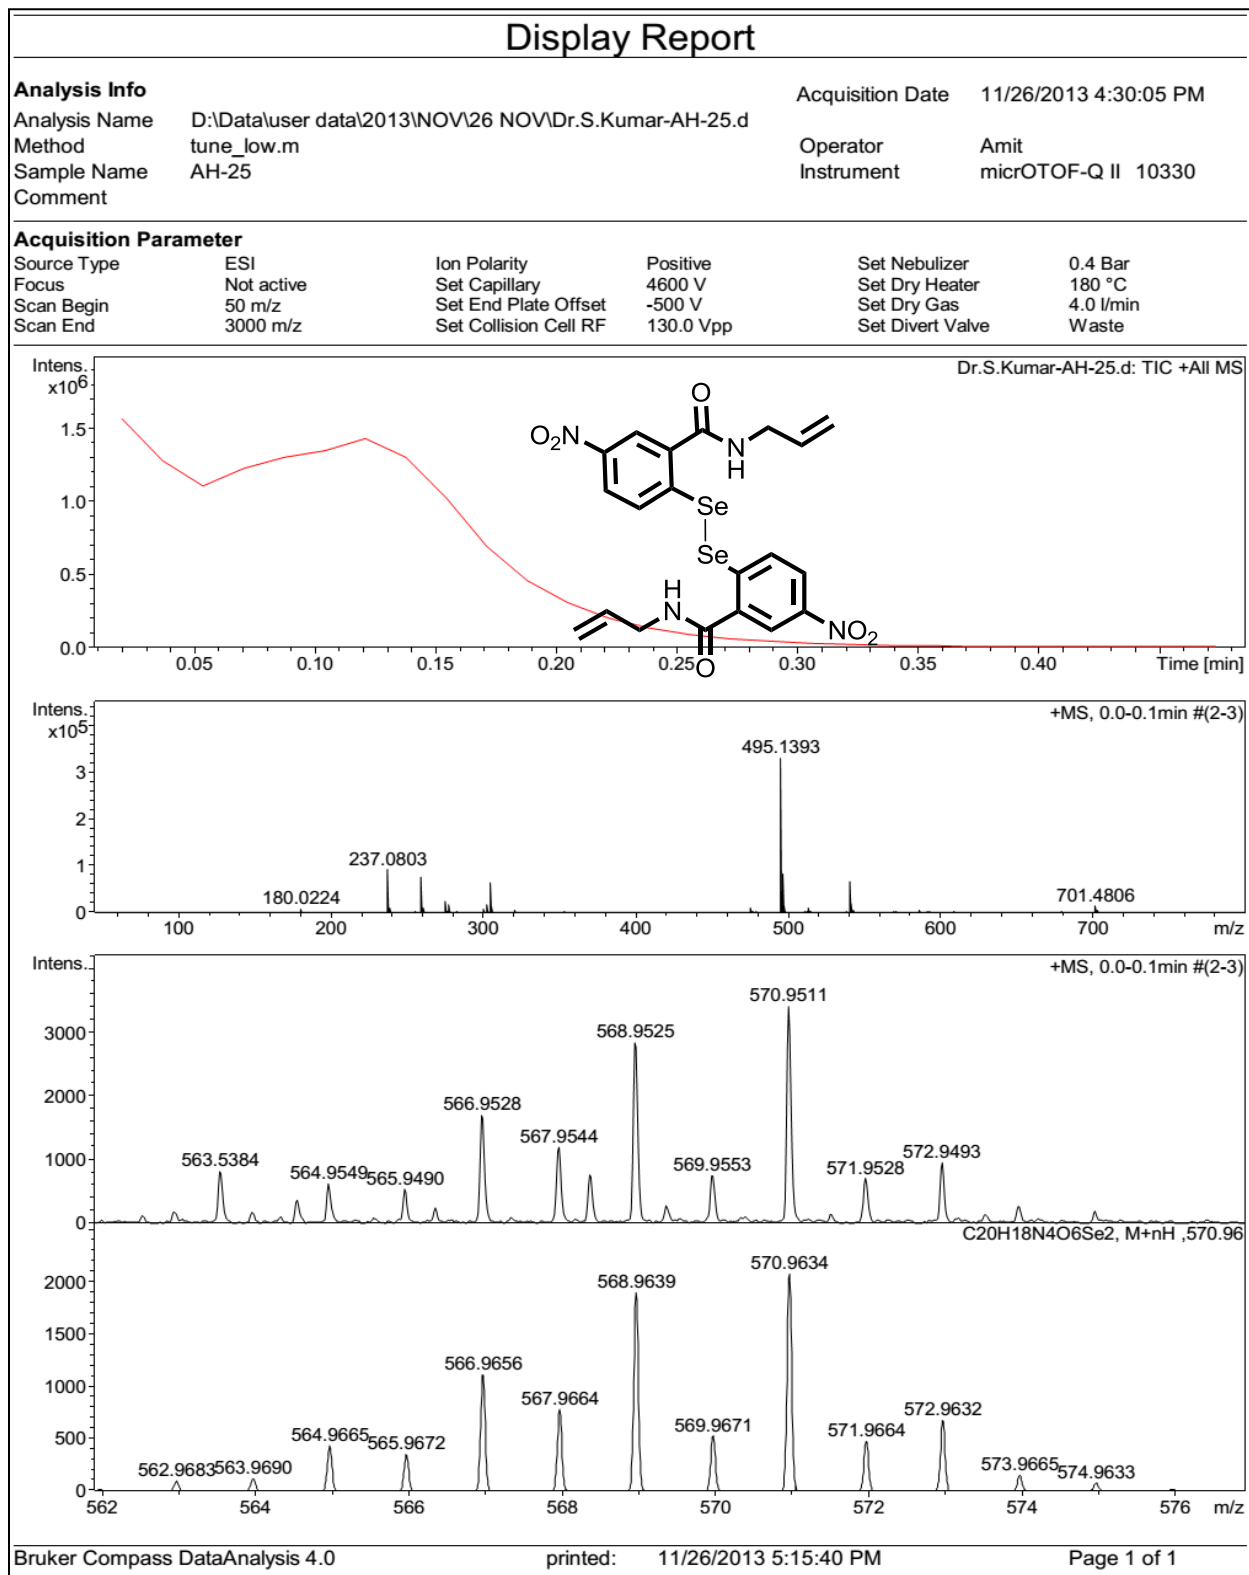 Display Report
Analysis Info
Acquisition Date 11/26/2013 4:30:05 PM
Analysis Name D:\Data\user data\2013\NOV\26 NOV\Dr.S.Kumar-AH-25.d
Method tune_low.m Operator Amit
Sample Name AH-25 Instrument micrOTOF-Q II 10330
Comment
Acquisition Parameter
Source Type ESI Ion Polarity Positive Set Nebulizer 0.4 Bar
Focus Not active Set Capillary 4600 V Set Dry Heater 180 °C
Scan Begin 50 m/z Set End Plate Offset -500 V Set Dry Gas 4.0 l/min
Scan End 3000 m/z Set Collision Cell RF 130.0 Vpp Set Divert Valve Waste
Intens. Dr.S.Kumar-AH-25.d: TIC +All MS
x10⁶
O
1.5
O₂N
N
H
1.0
Se
Se
0.5
H
N
NO₂
0.0
O
0.05 0.10 0.15 0.20 0.25 0.30 0.35 0.40 Time [min]
Intens. +MS, 0.0-0.1min #(2-3)
x10⁵
495.1393
3
2
1
237.0803
180.0224
701.4806
0
100 200 300 400 500 600 700 m/z
Intens. +MS, 0.0-0.1min #(2-3)
570.9511
3000
568.9525
2000
566.9528
567.9544
1000
563.5384
564.9549
565.9490
569.9553
571.9528
572.9493
0
C20H18N4O6Se2, M+nH ,570.96
570.9634
2000
568.9639
1500
566.9656
1000
567.9664
572.9632
500
564.9665
565.9672
569.9671
571.9664
562.9683
563.9690
573.9665
574.9633
0
562 564 566 568 570 572 574 576 m/z
Bruker Compass DataAnalysis 4.0 printed: 11/26/2013 5:15:40 PM Page 1 of 1